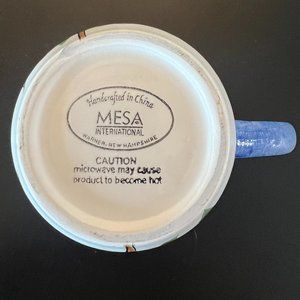 Handcrafted in China
MESA
INTERNATIONAL
WARNER, NEW HAMPSHIRE
CAUTION
microwave may cause
product to become hot